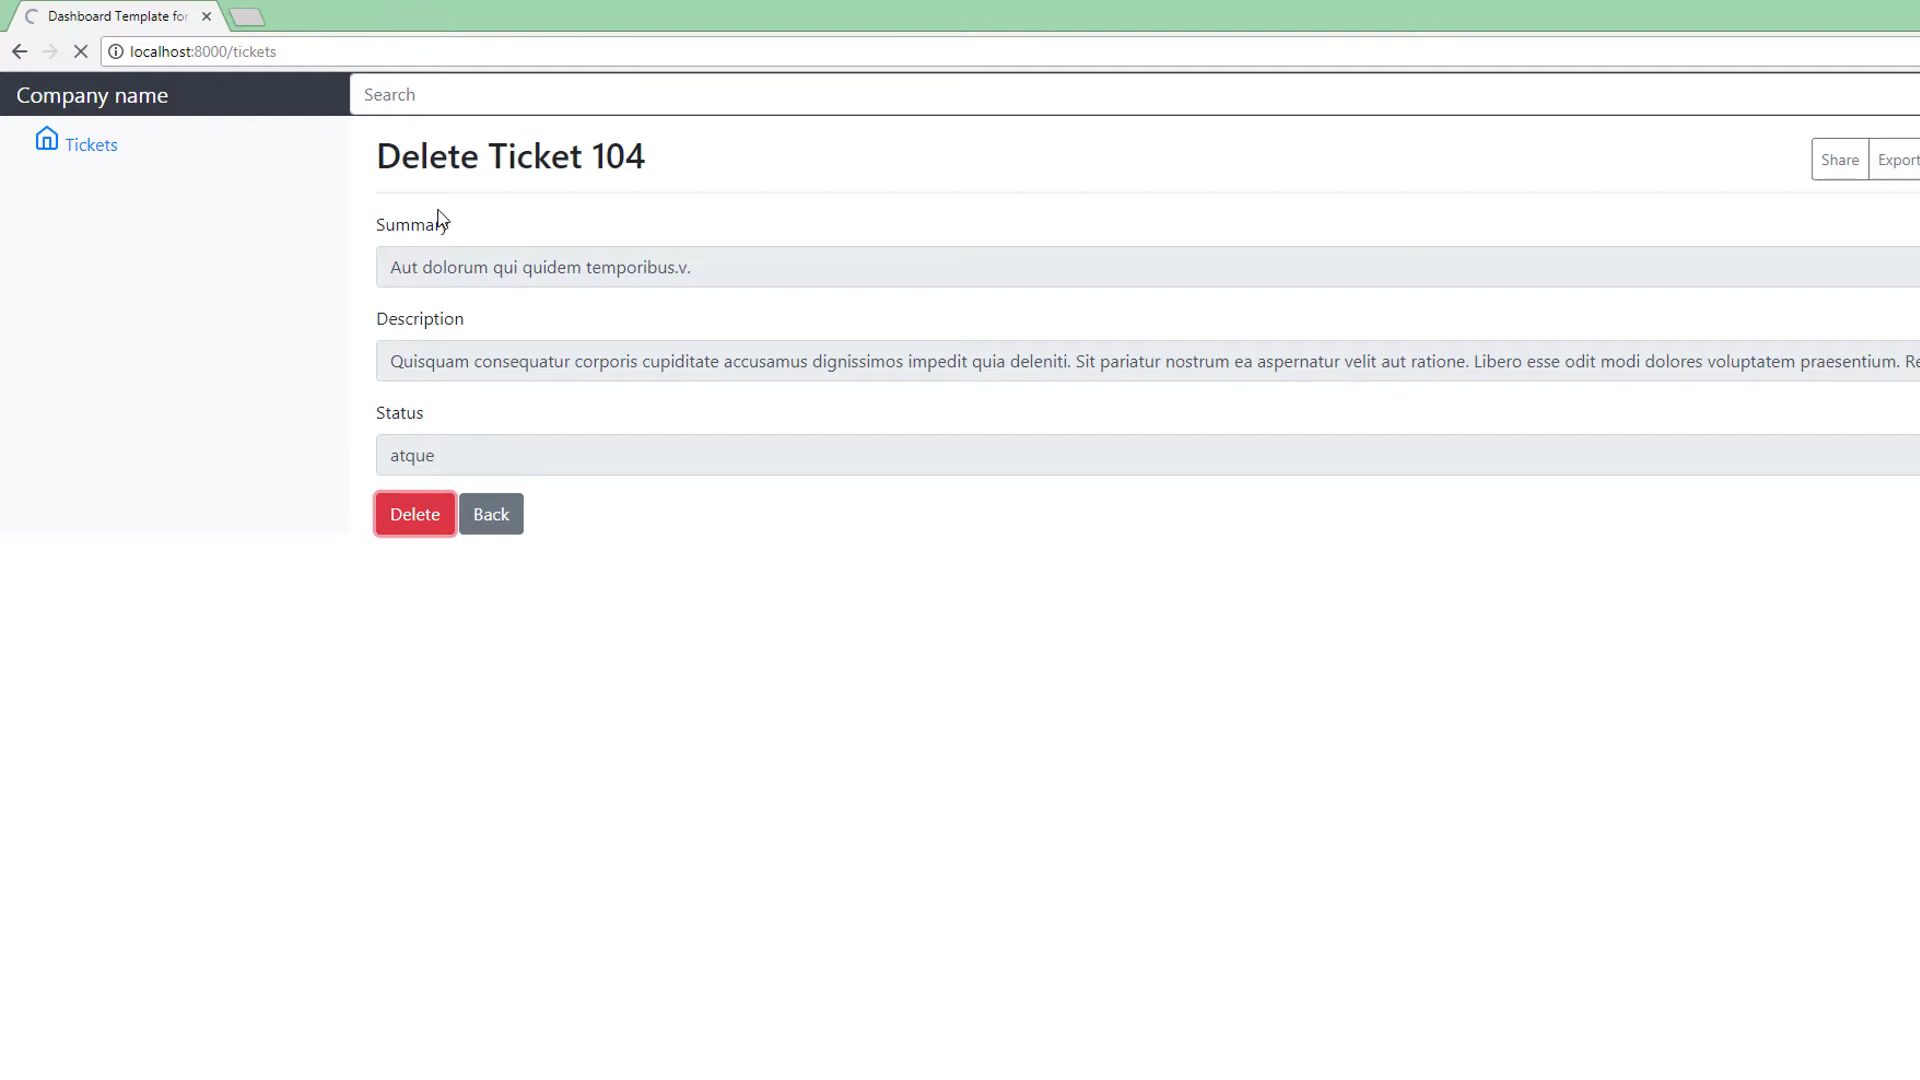 Dashboard Template for
localhost:8000/tickets
Company name
Search
Tickets
Delete Ticket 104
Share
Export
Summary
Aut dolorum qui quidem temporibus.v.
Description
Quisquam consequatur corporis cupiditate accusamus dignissimos impedit quia deleniti. Sit pariatur nostrum ea aspernatur velit aut ratione. Libero esse odit modi dolores voluptatem praesentium. Re
Status
atque
Delete Back